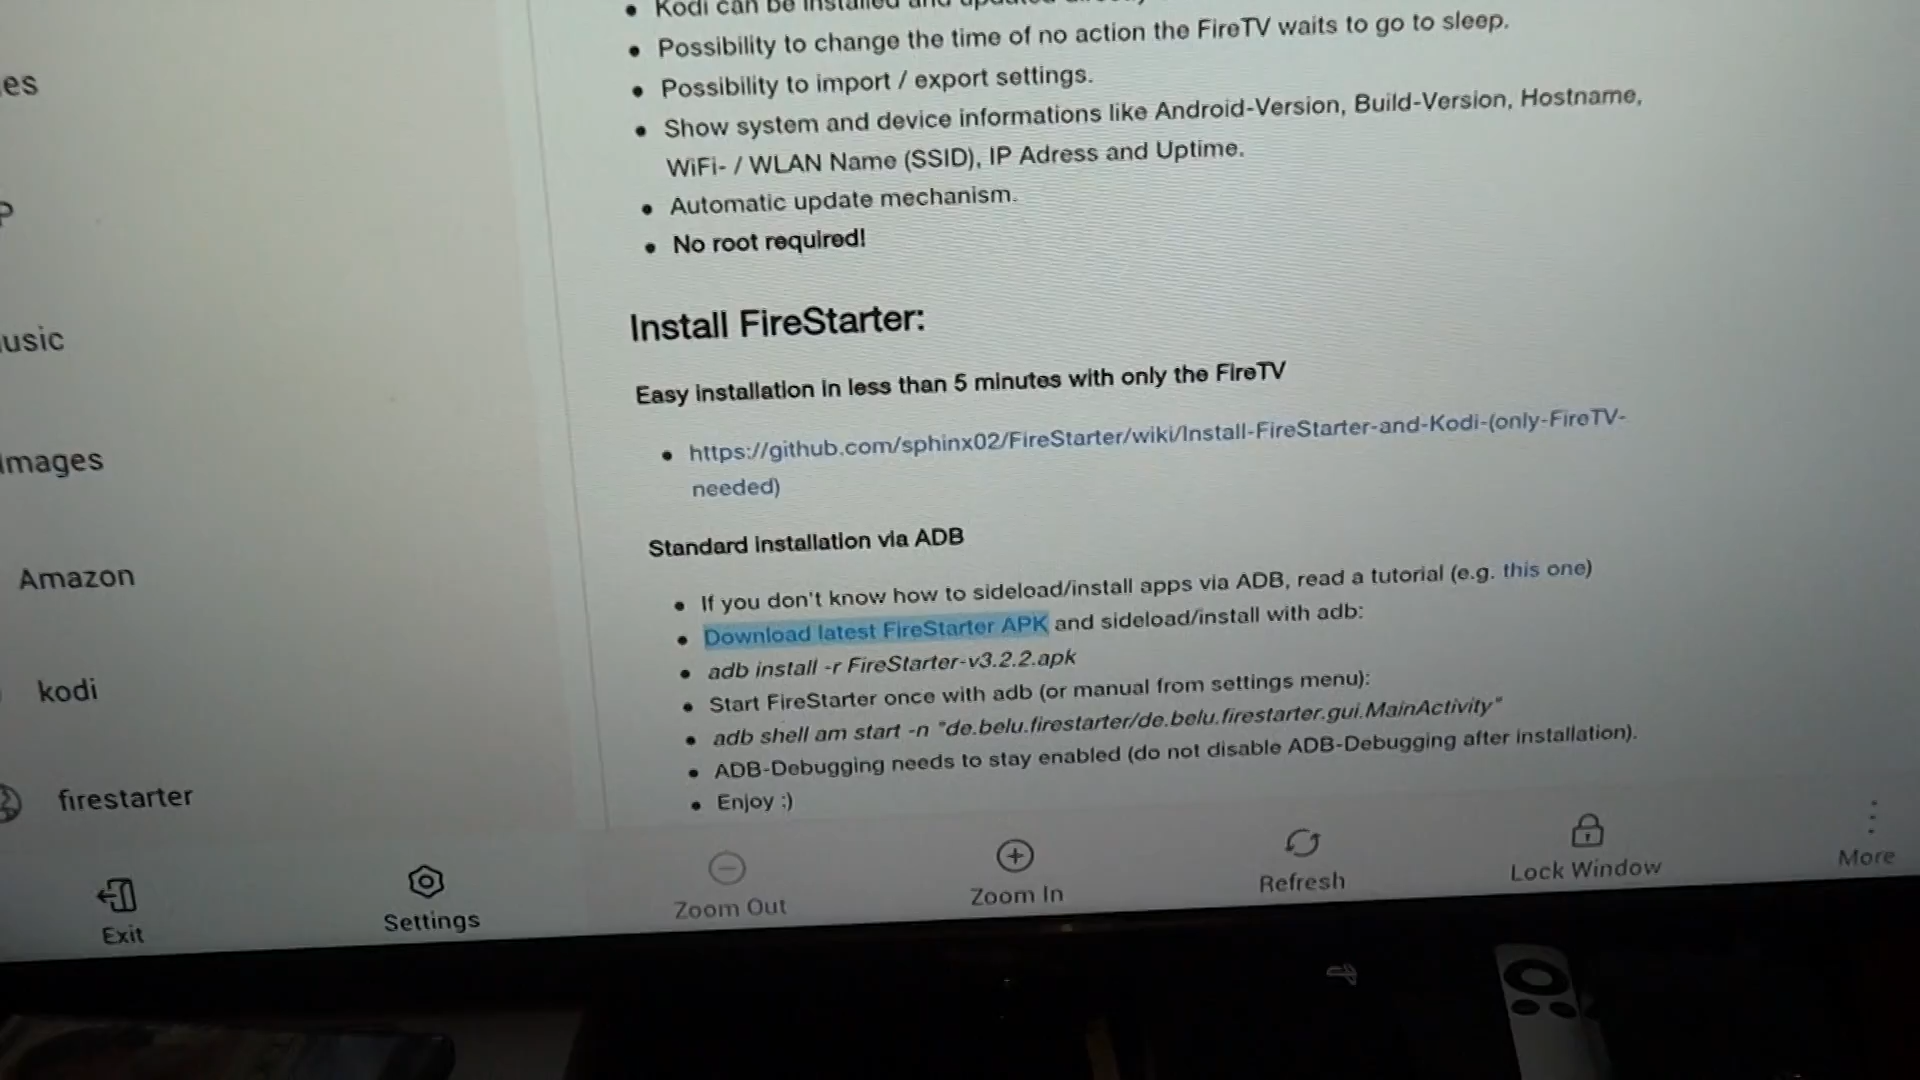 Kodi can be installed and
Possibility to change the time of no action the FireTV waits to go to sleep.
Possibility to import / export settings.
Show system and device informations like Android-Version, Build-Version, Hostname,
WiFi- / WLAN Name (SSID), IP Adress and Uptime.
Automatic update mechanism.
No root required!
Install FireStarter:
Easy installation in less than 5 minutes with only the FireTV
https://github.com/sphinx02/FireStarter/wiki/Install-FireStarter-and-Kodi-(only-FireTV-
needed)
Standard installation via ADB
If you don't know how to sideload/install apps via ADB, read a tutorial (e.g. this one)
Download latest FireStarter APK and sideload/install with adb:
adb install -r FireStarter-v3.2.2.apk
Start FireStarter once with adb (or manual from settings menu):
adb shell am start -n "de.belu.firestarter/de.belu.firestarter.gui.MainActivity"
ADB-Debugging needs to stay enabled (do not disable ADB-Debugging after installation).
Enjoy :)
es
P
usic
Images
Amazon
kodi
firestarter
Exit
Settings
Zoom Out
Zoom In
Refresh
Lock Window
More